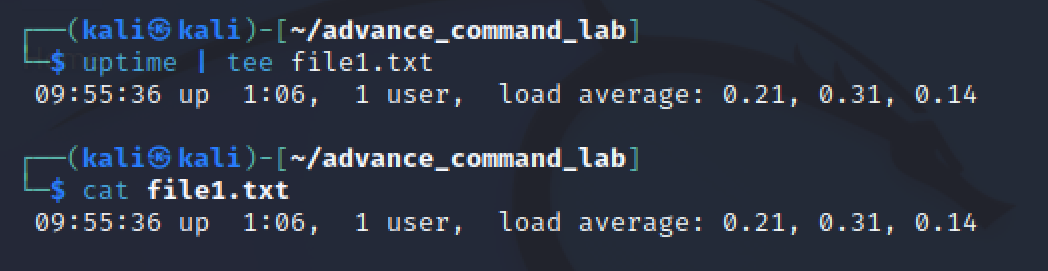 ┌──(kali㉿kali)-[~/advance_command_lab]
└─$ uptime | tee file1.txt
 09:55:36 up  1:06,  1 user,  load average: 0.21, 0.31, 0.14
┌──(kali㉿kali)-[~/advance_command_lab]
└─$ cat file1.txt
 09:55:36 up  1:06,  1 user,  load average: 0.21, 0.31, 0.14